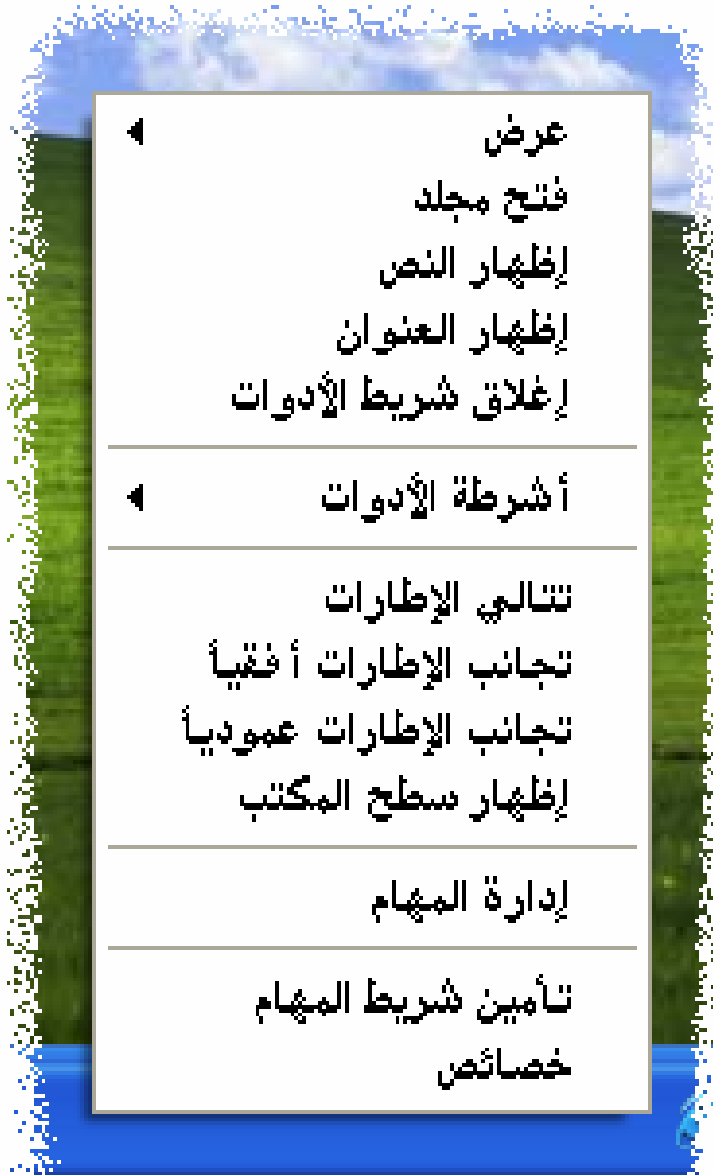 عرض
فتح مجلد
إظهار النص
إظهار العنوان
إغلاق شريط الأدوات
أشرطة الأدوات
تتالي الإطارات
تجانب الإطارات أفقياً
تجانب الإطارات عمودياً
إظهار سطح المكتب
إدارة المهام
تأمين شريط المهام
خصائص